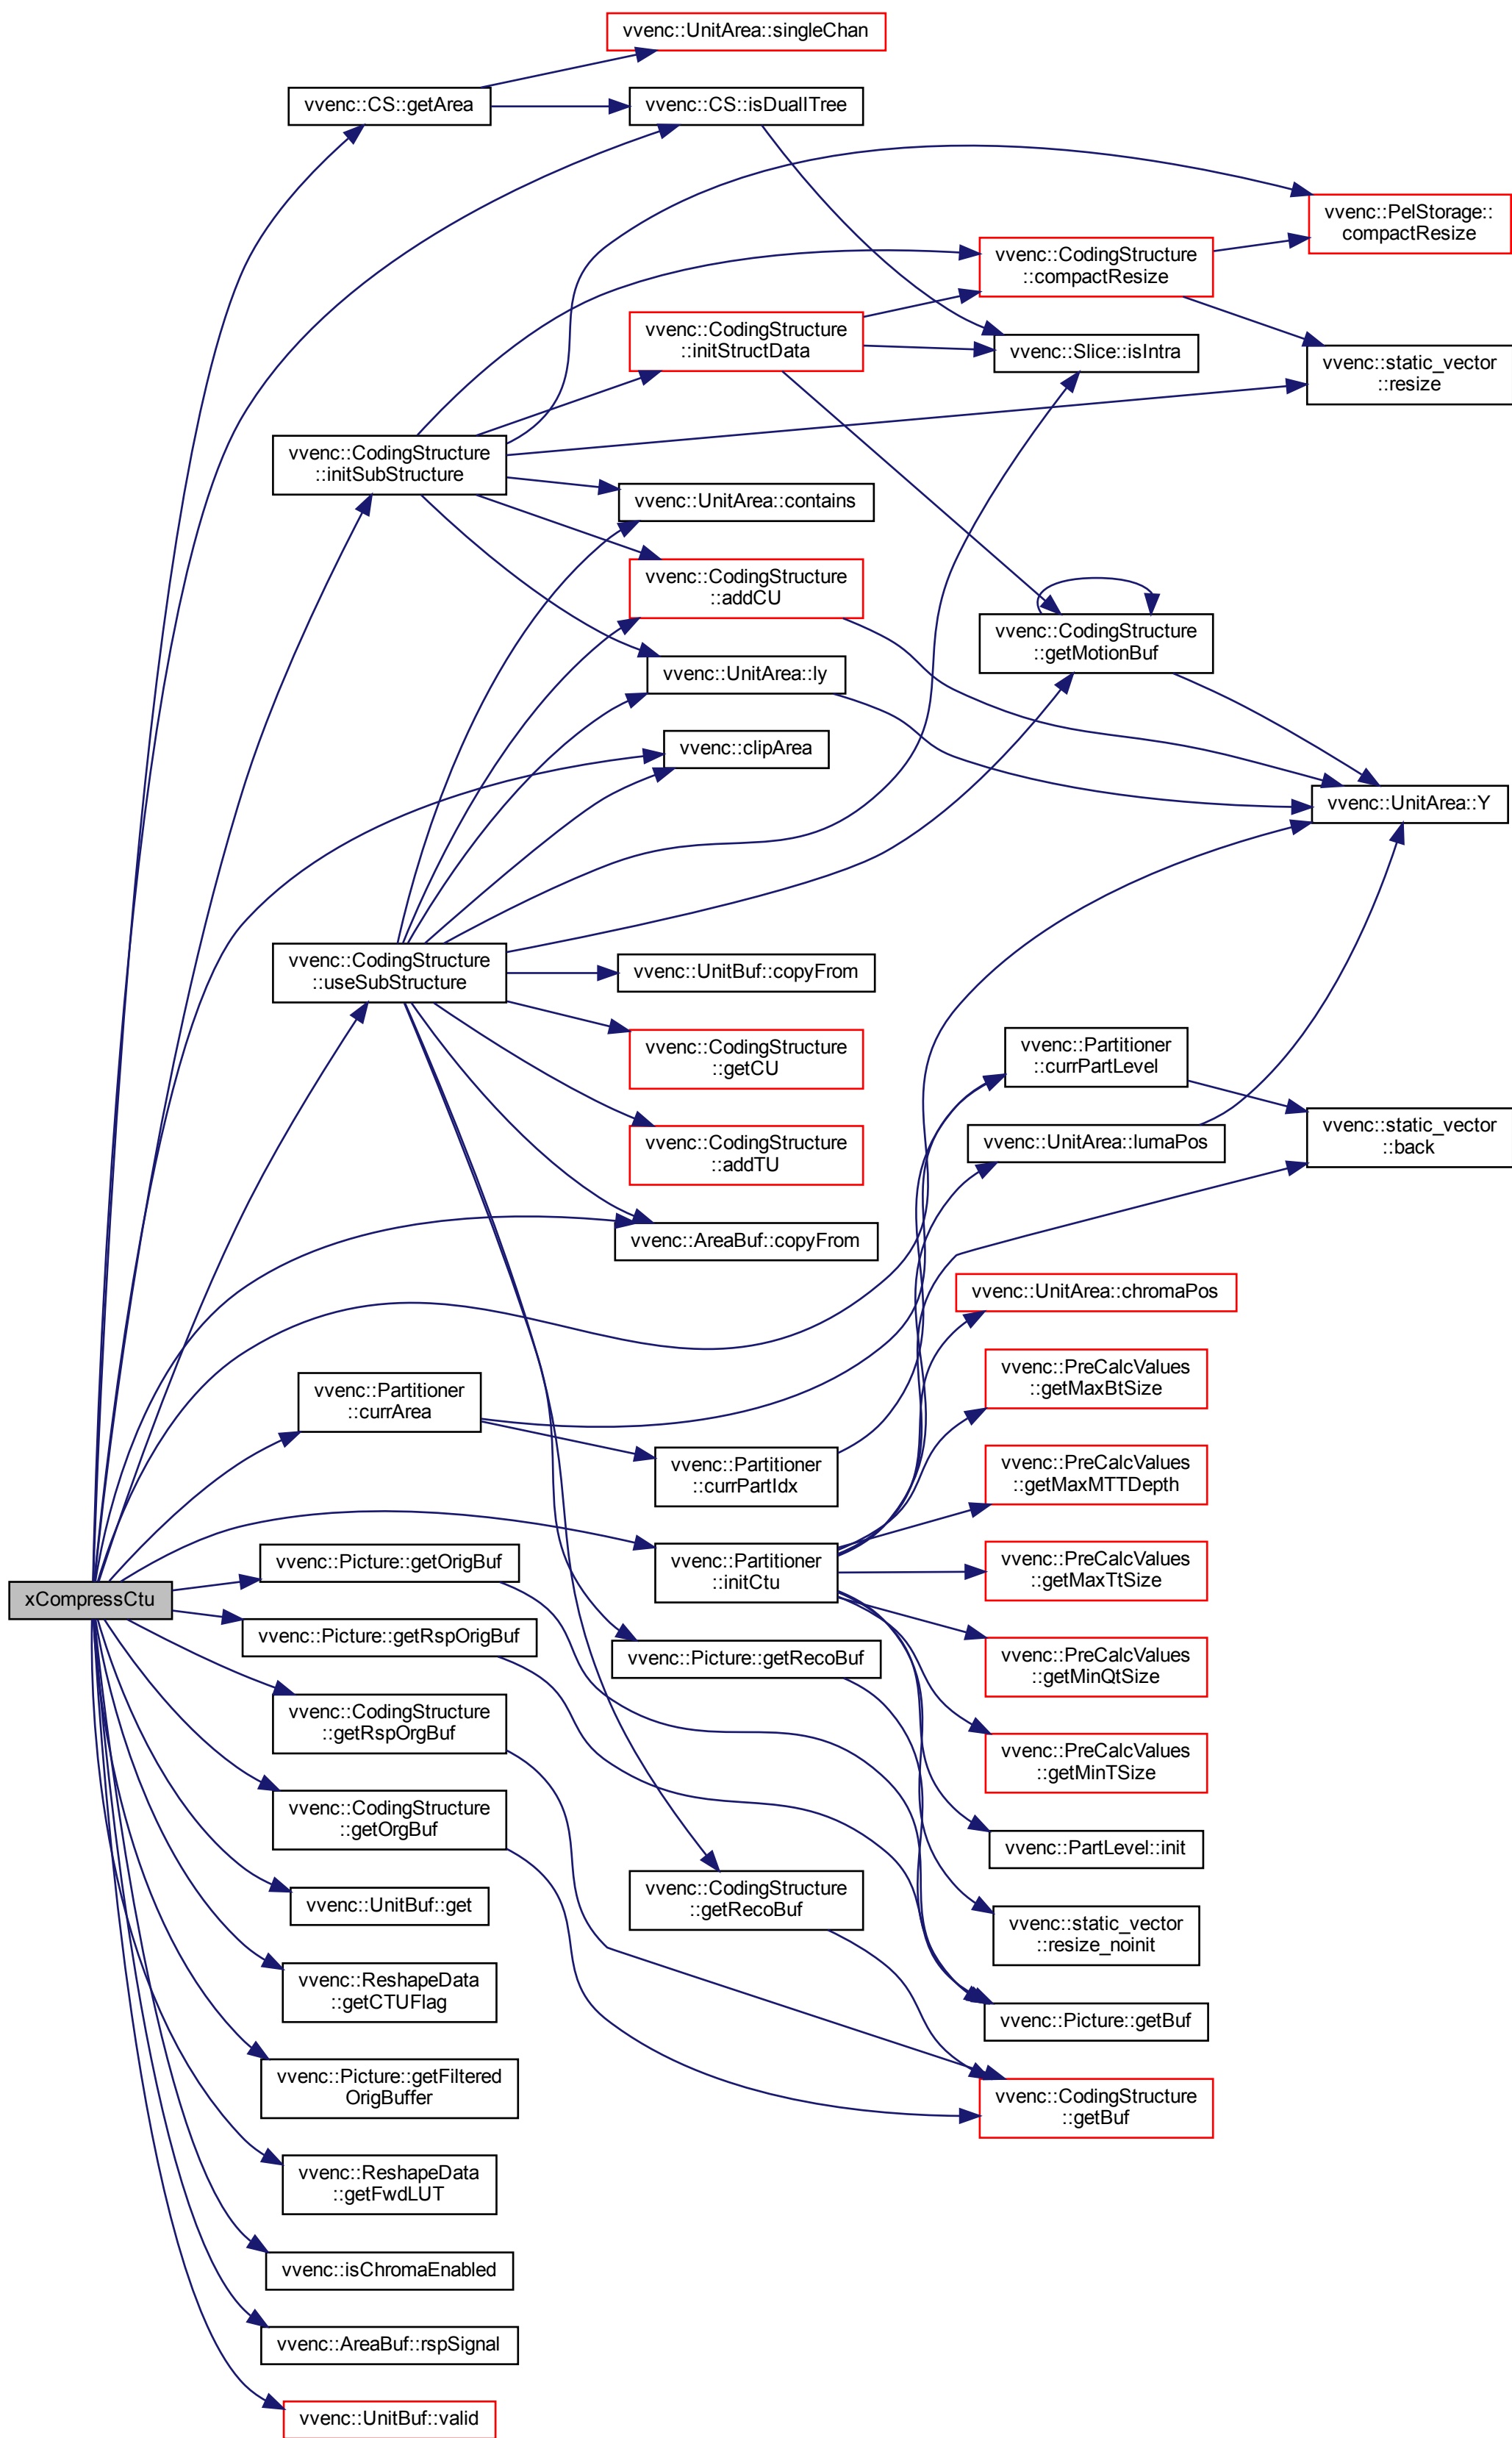 vvenc::UnitArea::singleChan
vvenc::CS::getArea
vvenc::CS::isDualITree
vvenc::PelStorage::
compactResize
vvenc::CodingStructure
::compactResize
vvenc::CodingStructure
::initStructData
vvenc::Slice::isIntra
vvenc::static_vector
::resize
vvenc::CodingStructure
::initSubStructure
vvenc::UnitArea::contains
vvenc::CodingStructure
::addCU
vvenc::CodingStructure
::getMotionBuf
vvenc::UnitArea::ly
vvenc::clipArea
vvenc::UnitArea::Y
vvenc::CodingStructure
::useSubStructure
vvenc::UnitBuf::copyFrom
vvenc::CodingStructure
::getCU
vvenc::Partitioner
::currPartLevel
vvenc::UnitArea::lumaPos
vvenc::static_vector
::back
vvenc::CodingStructure
::addTU
vvenc::AreaBuf::copyFrom
vvenc::UnitArea::chromaPos
vvenc::PreCalcValues
::getMaxBtSize
vvenc::Partitioner
::currArea
vvenc::Partitioner
::currPartIdx
vvenc::PreCalcValues
::getMaxMTTDepth
vvenc::Picture::getOrigBuf
vvenc::Partitioner
::initCtu
vvenc::PreCalcValues
::getMaxTtSize
xCompressCtu
vvenc::Picture::getRspOrigBuf
vvenc::Picture::getRecoBuf
vvenc::PreCalcValues
::getMinQtSize
vvenc::CodingStructure
::getRspOrgBuf
vvenc::PreCalcValues
::getMinTSize
vvenc::CodingStructure
::getOrgBuf
vvenc::PartLevel::init
vvenc::UnitBuf::get
vvenc::CodingStructure
::getRecoBuf
vvenc::static_vector
::resize_noinit
vvenc::ReshapeData
::getCTUFlag
vvenc::Picture::getBuf
vvenc::Picture::getFiltered
OrigBuffer
vvenc::CodingStructure
::getBuf
vvenc::ReshapeData
::getFwdLUT
vvenc::isChromaEnabled
vvenc::AreaBuf::rspSignal
vvenc::UnitBuf::valid